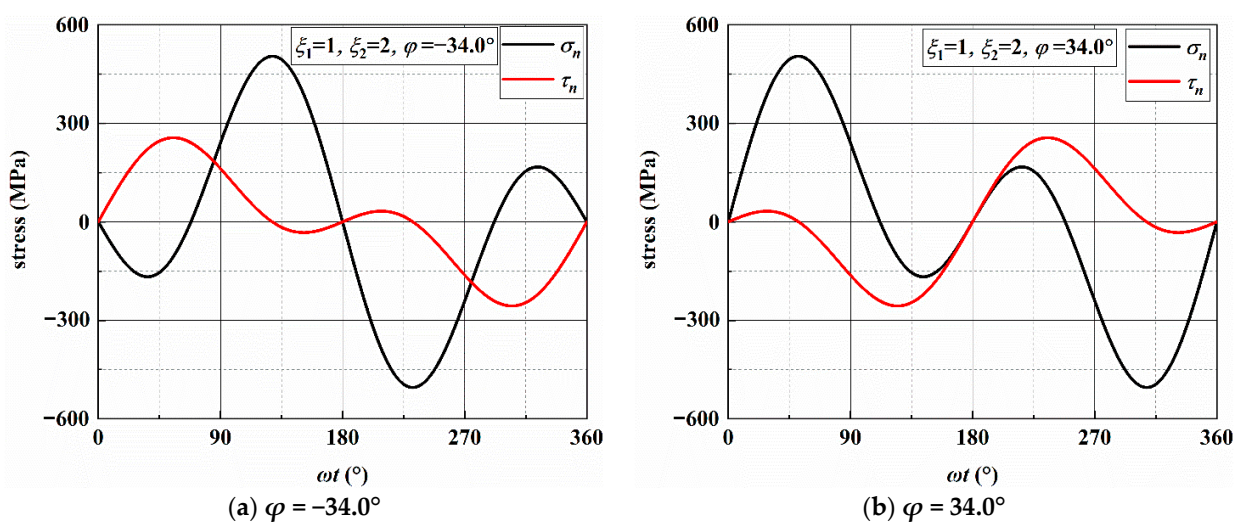 600
300
0
−300
−600
stress (MPa)
ξ₁=1, ξ₂=2, φ=−34.0°
σₙ
τₙ
0
90
180
270
360
ωt (°)
(a) φ = −34.0°
600
300
0
−300
−600
stress (MPa)
ξ₁=1, ξ₂=2, φ=34.0°
σₙ
τₙ
0
90
180
270
360
ωt (°)
(b) φ = 34.0°